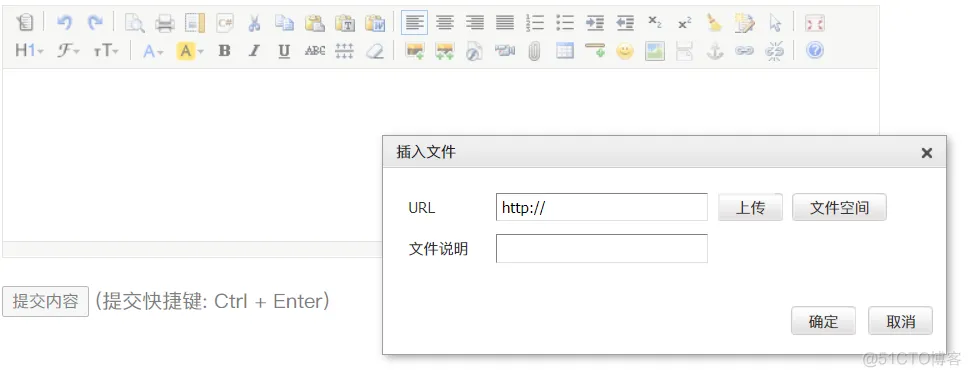 H1 F TT A A B I U ABC
插入文件
URL http:// 上传 文件空间
文件说明
提交内容 (提交快捷键: Ctrl + Enter)
确定 取消
@51CTO博客